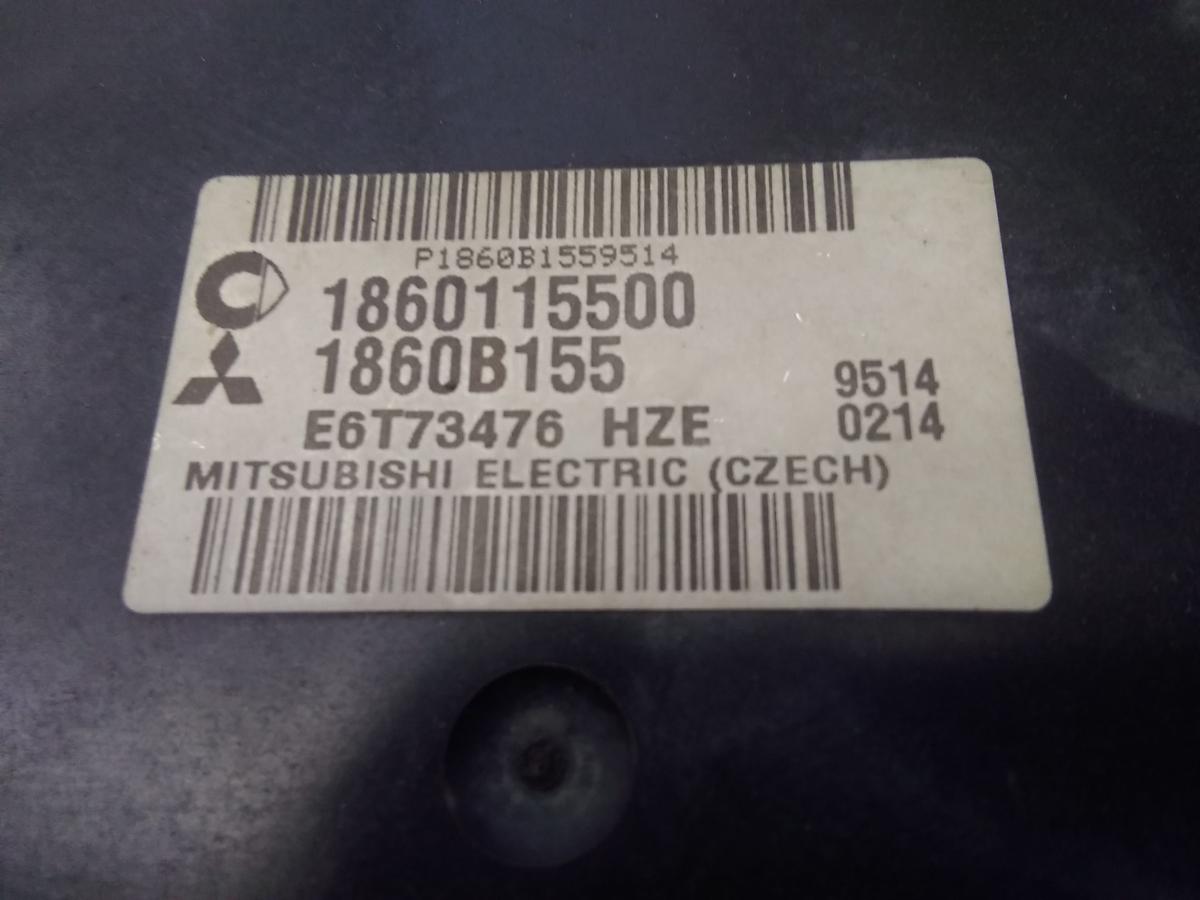 P1860B1559514
1860115500
1860B155
9514
E6T73476 HZE
0214
MITSUBISHI ELECTRIC (CZECH)